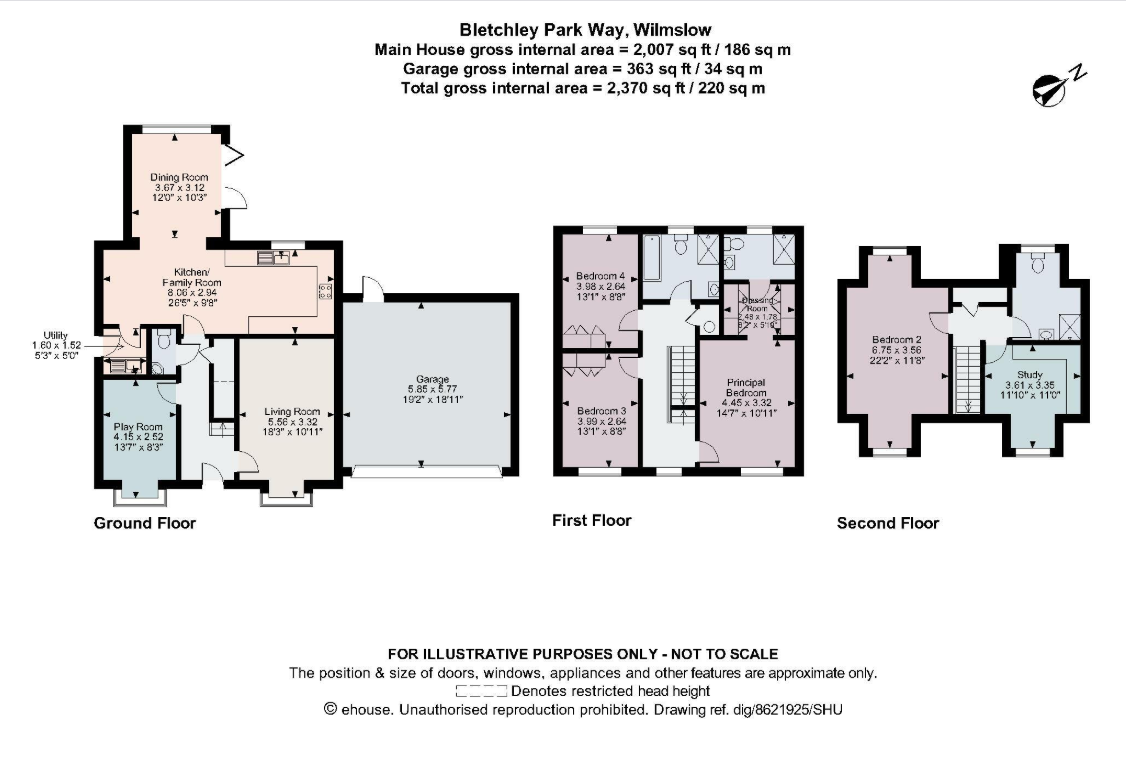 Bletchley Park Way, Wilmslow
Main House gross internal area = 2,007 sq ft / 186 sq m
Garage gross internal area = 363 sq ft / 34 sq m
Total gross internal area = 2,370 sq ft / 220 sq m
N
Dining Room
3.67 x 3.12
12'0" x 10'3"
Kitchen/
Family Room
8.06 x 2.94
26'5" x 9'8"
Utility
1.60 x 1.52
5'3" x 5'0"
Play Room
4.15 x 2.52
13'7" x 8'3"
Living Room
5.56 x 3.32
18'3" x 10'11"
Garage
5.85 x 5.77
19'2" x 18'11"
Ground Floor
Bedroom 4
3.98 x 2.64
13'1" x 8'8"
Dressing
Room
2.48 x 1.78
8'2" x 5'10"
Principal
Bedroom
4.45 x 3.32
14'7" x 10'11"
Bedroom 3
3.99 x 2.64
13'1" x 8'8"
First Floor
Bedroom 2
6.75 x 3.56
22'2" x 11'8"
Study
3.61 x 3.35
11'10" x 11'0"
Second Floor
FOR ILLUSTRATIVE PURPOSES ONLY - NOT TO SCALE
The position & size of doors, windows, appliances and other features are approximate only.
Denotes restricted head height
© ehouse. Unauthorised reproduction prohibited. Drawing ref. dig/8621925/SHU